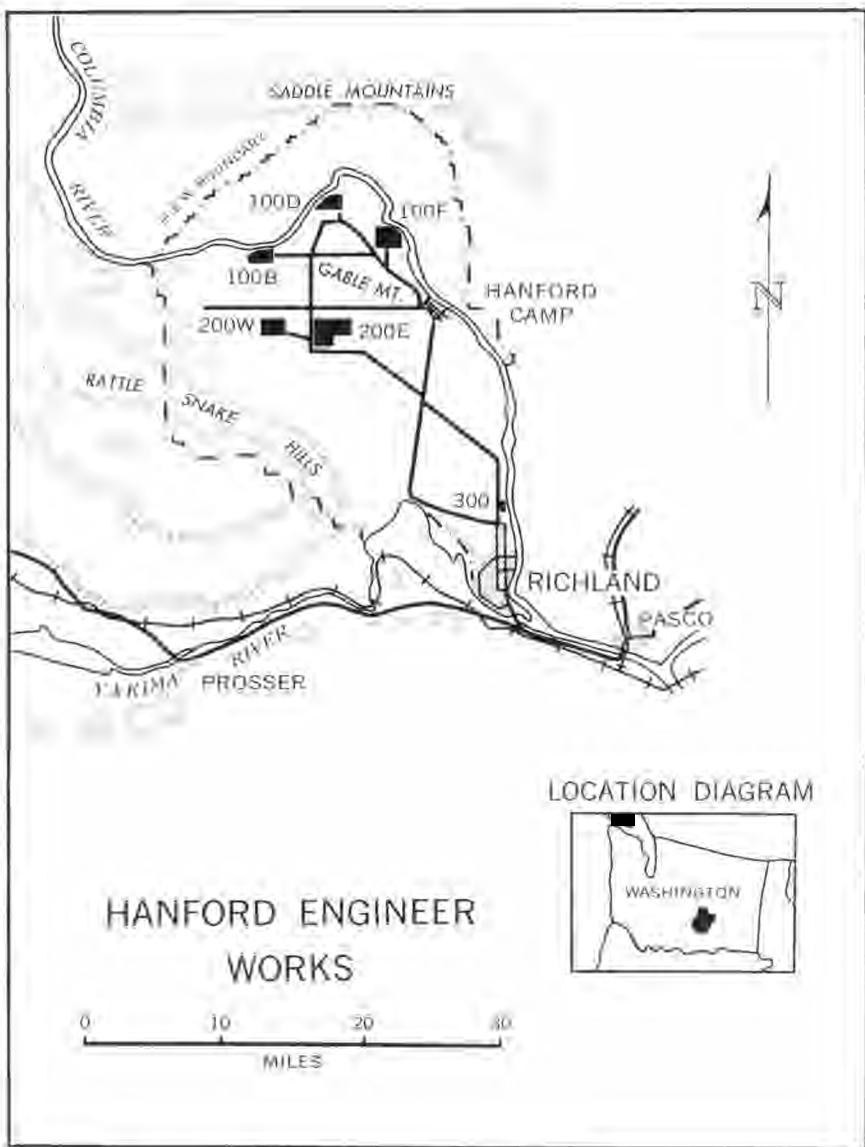 COLUMBIA
RIVER
SADDLE MOUNTAINS
H.E.W. BOUNDARY
100D
100F
100B
GABLE MT.
HANFORD
CAMP
200W
200E
N
RATTLE
SNAKE
HILLS
300
RICHLAND
PASCO
YAKIMA RIVER
PROSSER
LOCATION DIAGRAM
WASHINGTON
HANFORD ENGINEER
WORKS
0 10 20 30
MILES